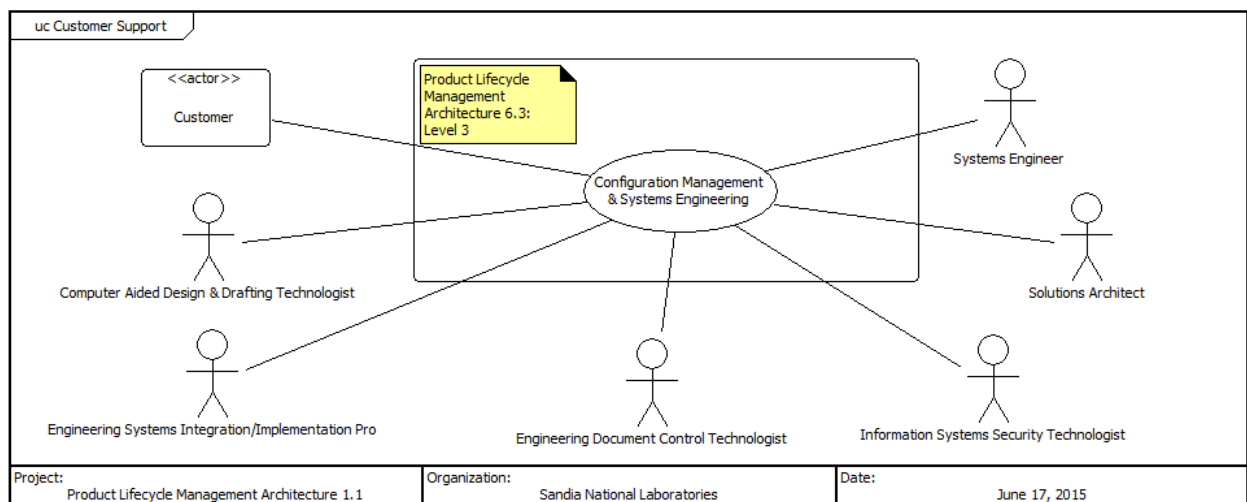 uc Customer Support
<<actor>>
Customer
Product Lifecycle
Management
Architecture 6.3:
Level 3
Systems Engineer
Configuration Management
& Systems Engineering
Computer Aided Design & Drafting Technologist
Solutions Architect
Engineering Systems Integration/Implementation Pro
Engineering Document Control Technologist
Information Systems Security Technologist
Project:
Product Lifecycle Management Architecture 1.1
Organization:
Sandia National Laboratories
Date:
June 17, 2015